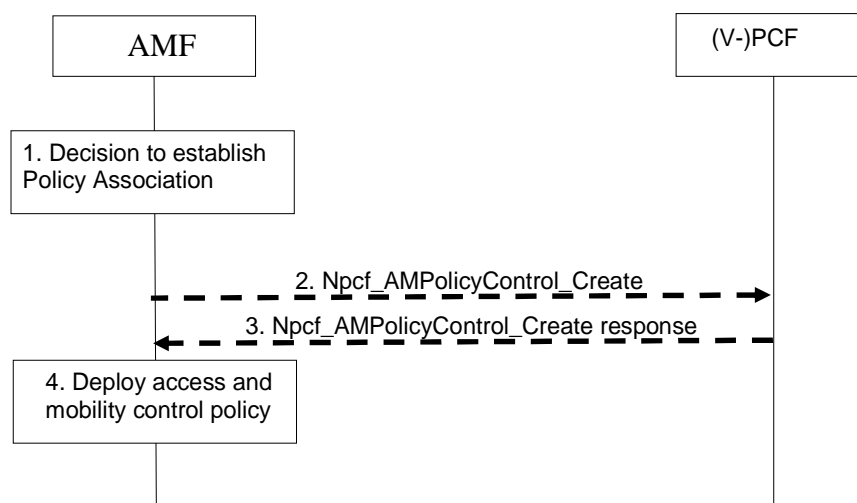 AMF
(V-)PCF
1. Decision to establish
Policy Association
2. Npcf_AMPolicyControl_Create
3. Npcf_AMPolicyControl_Create response
4. Deploy access and
mobility control policy